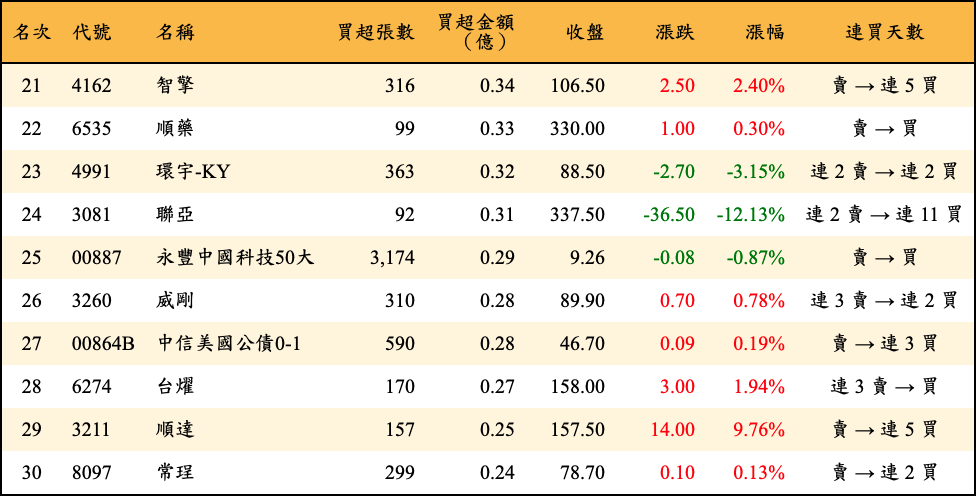 名次 代號 名稱 買超張數 買超金額（億） 收盤 漲跌 漲幅 連買天數
21 4162 智擎 316 0.34 106.50 2.50 2.40% 賣 → 連 5 買
22 6535 順藥 99 0.33 330.00 1.00 0.30% 賣 → 買
23 4991 環宇-KY 363 0.32 88.50 -2.70 -3.15% 連 2 賣 → 連 2 買
24 3081 聯亞 92 0.31 337.50 -36.50 -12.13% 連 2 賣 → 連 11 買
25 00887 永豐中國科技50大 3,174 0.29 9.26 -0.08 -0.87% 賣 → 買
26 3260 威剛 310 0.28 89.90 0.70 0.78% 連 3 賣 → 連 2 買
27 00864B 中信美國公債0-1 590 0.28 46.70 0.09 0.19% 賣 → 連 3 買
28 6274 台燿 170 0.27 158.00 3.00 1.94% 連 3 賣 → 買
29 3211 順達 157 0.25 157.50 14.00 9.76% 賣 → 連 5 買
30 8097 常珵 299 0.24 78.70 0.10 0.13% 賣 → 連 2 買